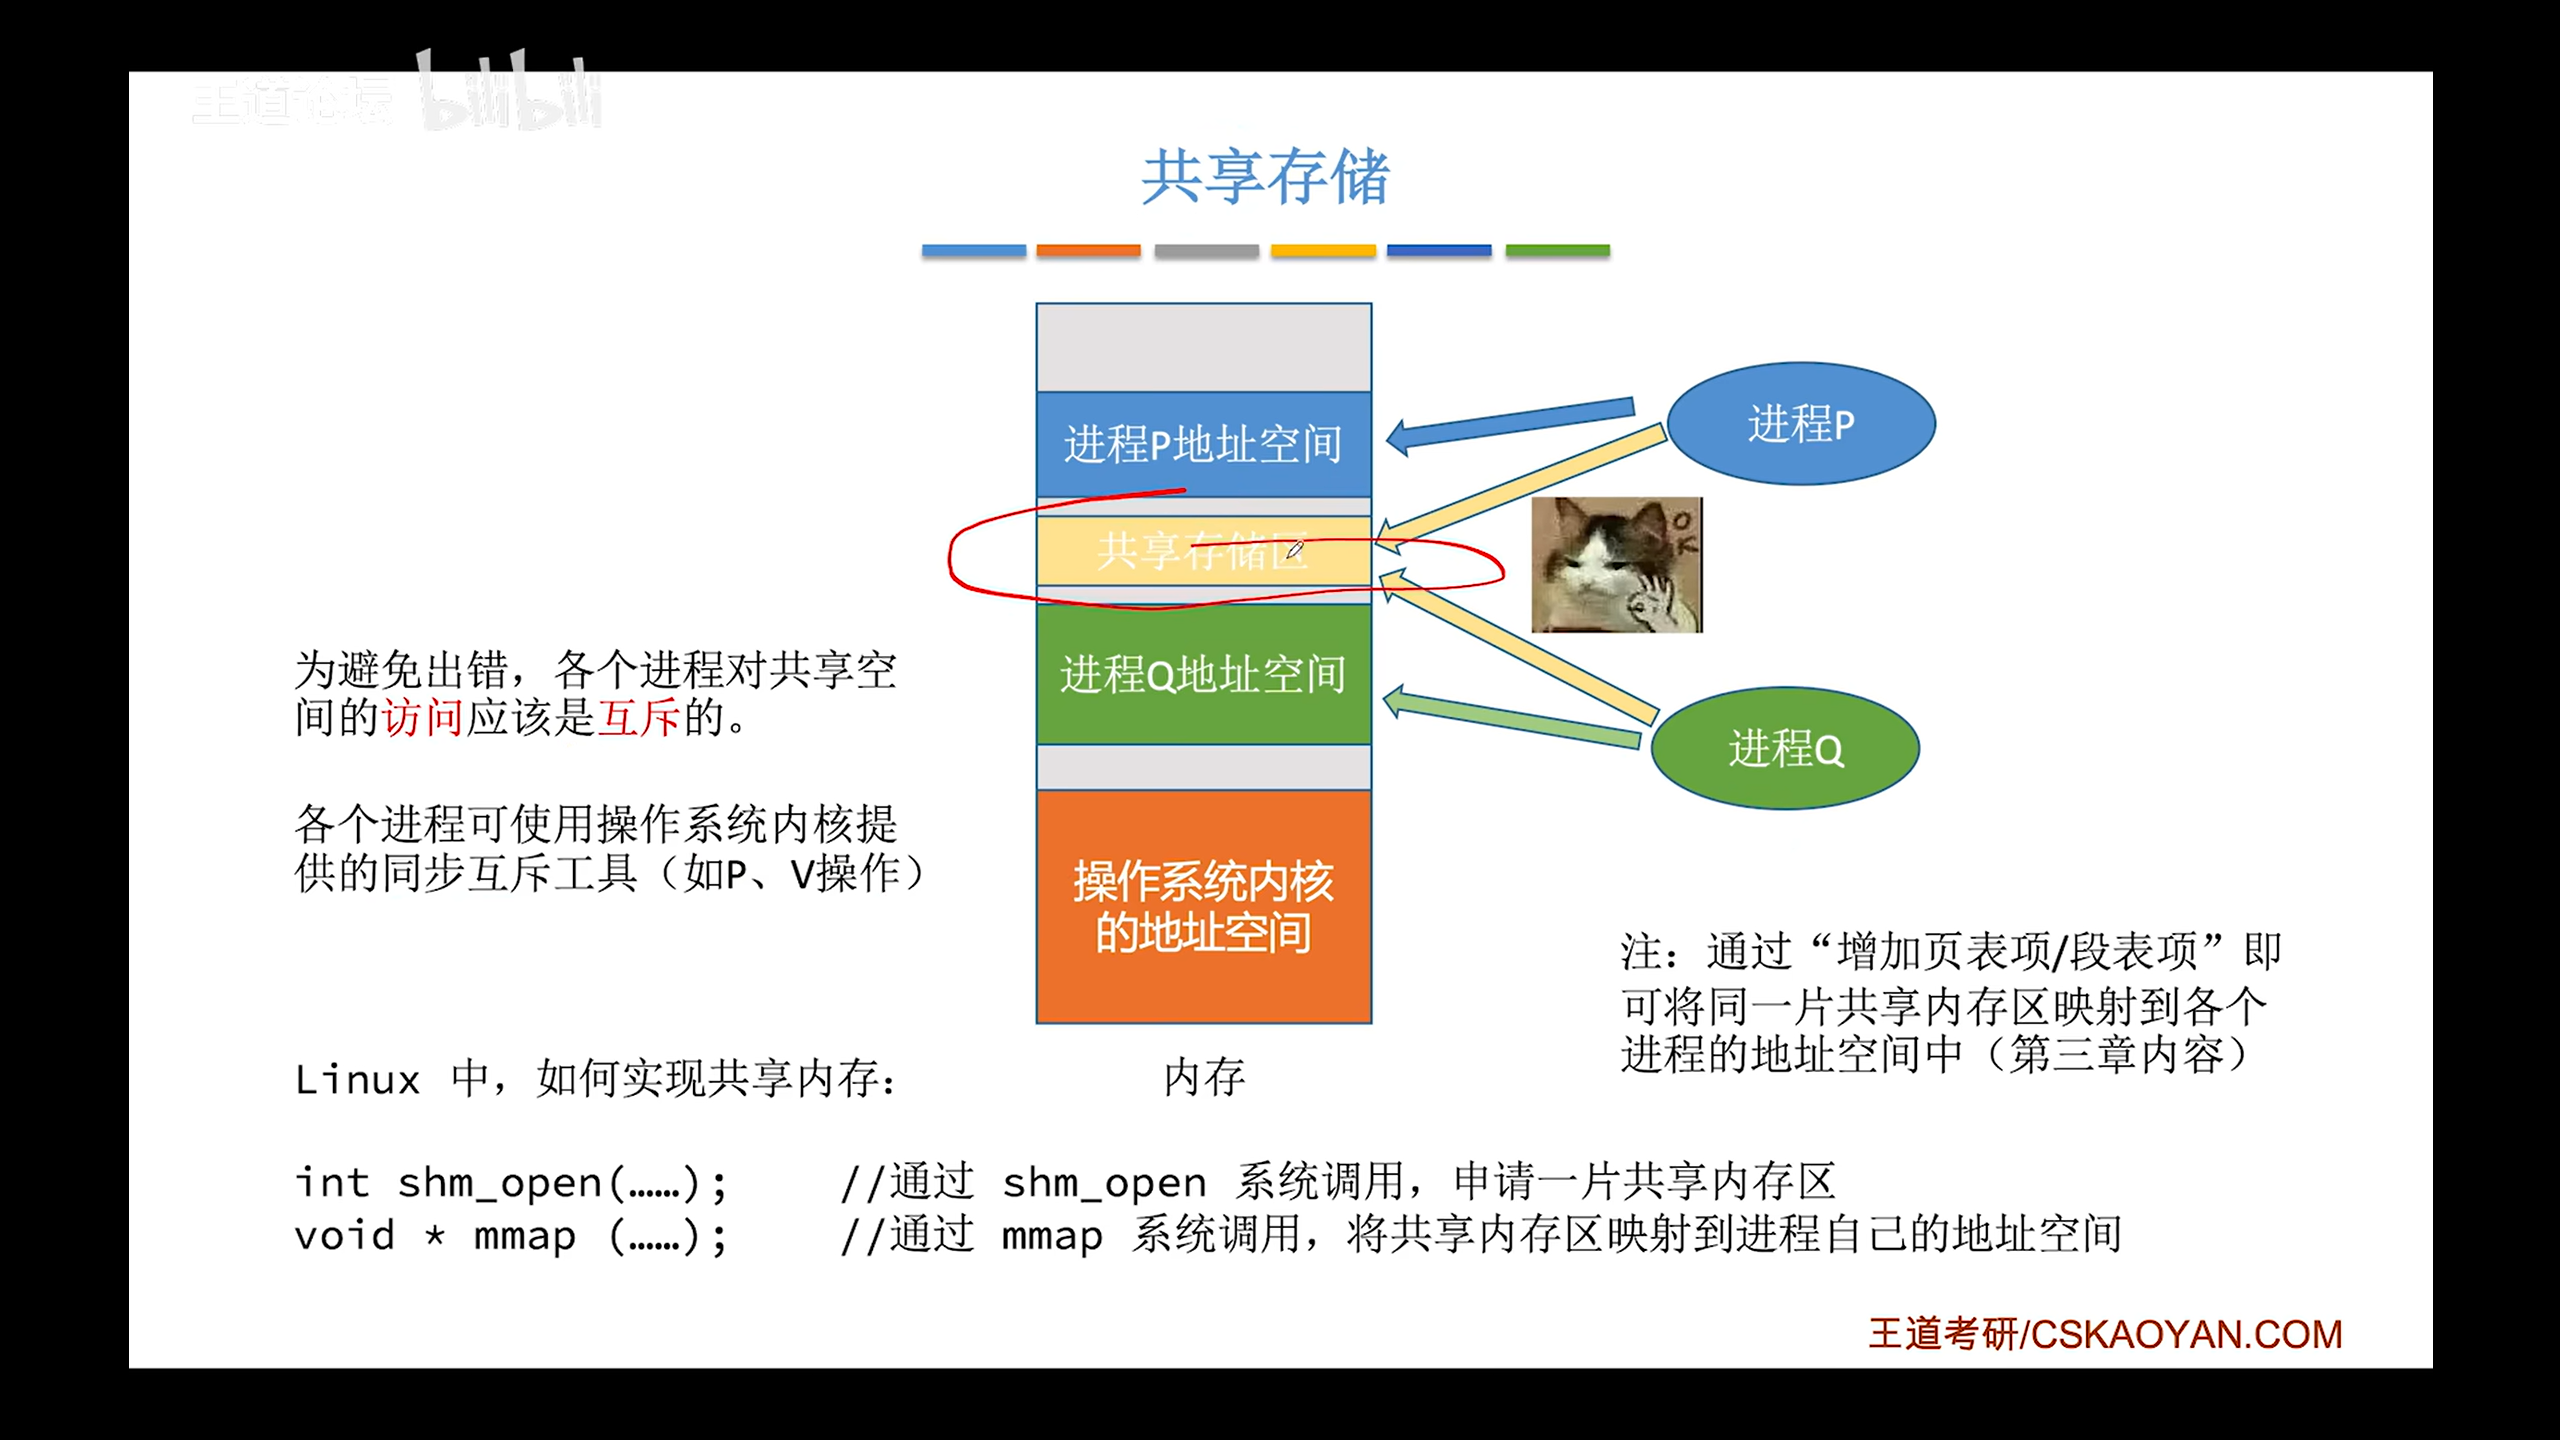 王道论坛 bilibili
共享存储
进程P地址空间
进程P
共享存储区
OK
进程Q地址空间
进程Q
为避免出错，各个进程对共享空
间的访问应该是互斥的。
各个进程可使用操作系统内核提
供的同步互斥工具（如P、V操作）
操作系统内核
的地址空间
内存
注：通过“增加页表项/段表项”即
可将同一片共享内存区映射到各个
进程的地址空间中（第三章内容）
Linux 中，如何实现共享内存：
int shm_open(……); //通过 shm_open 系统调用，申请一片共享内存区
void * mmap (……); //通过 mmap 系统调用，将共享内存区映射到进程自己的地址空间
王道考研/CSKAOYAN.COM